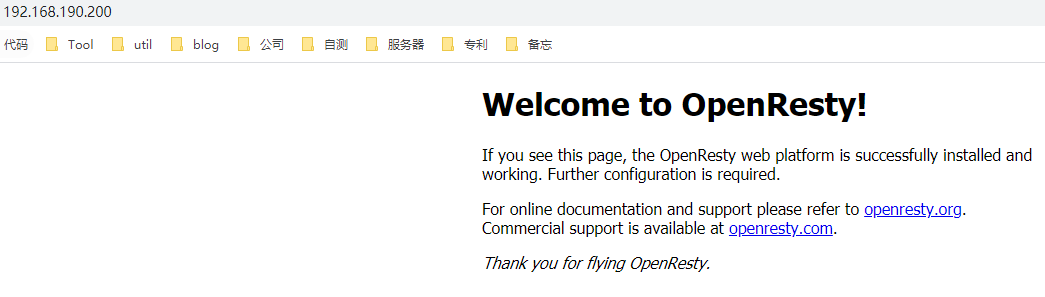 192.168.190.200
代码 Tool util blog 公司 自测 服务器 专利 备忘
Welcome to OpenResty!
If you see this page, the OpenResty web platform is successfully installed and
working. Further configuration is required.
For online documentation and support please refer to openresty.org.
Commercial support is available at openresty.com.
Thank you for flying OpenResty.